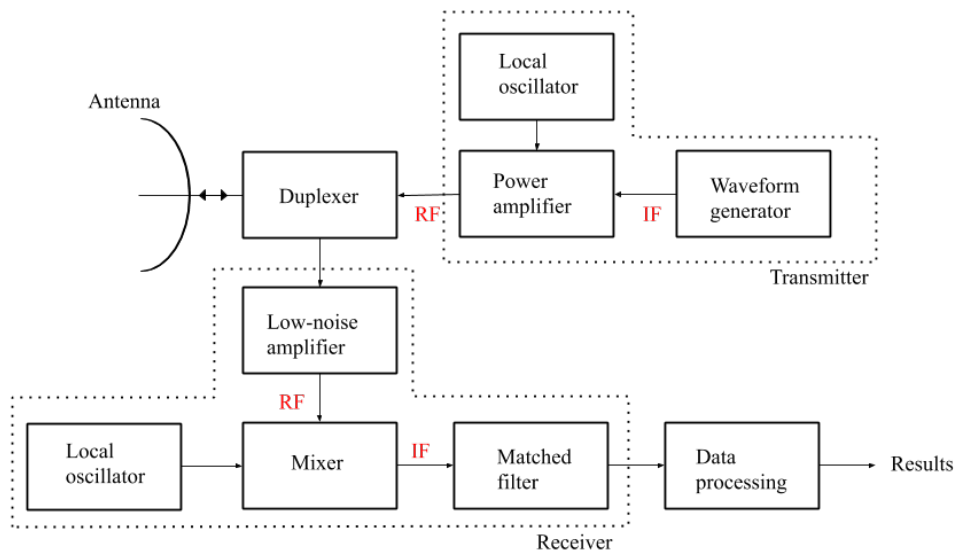 Local
oscillator
Antenna
Duplexer
Power
amplifier
Waveform
generator
RF
IF
Transmitter
Low-noise
amplifier
RF
Local
oscillator
Mixer
IF
Matched
filter
Data
processing
Results
Receiver